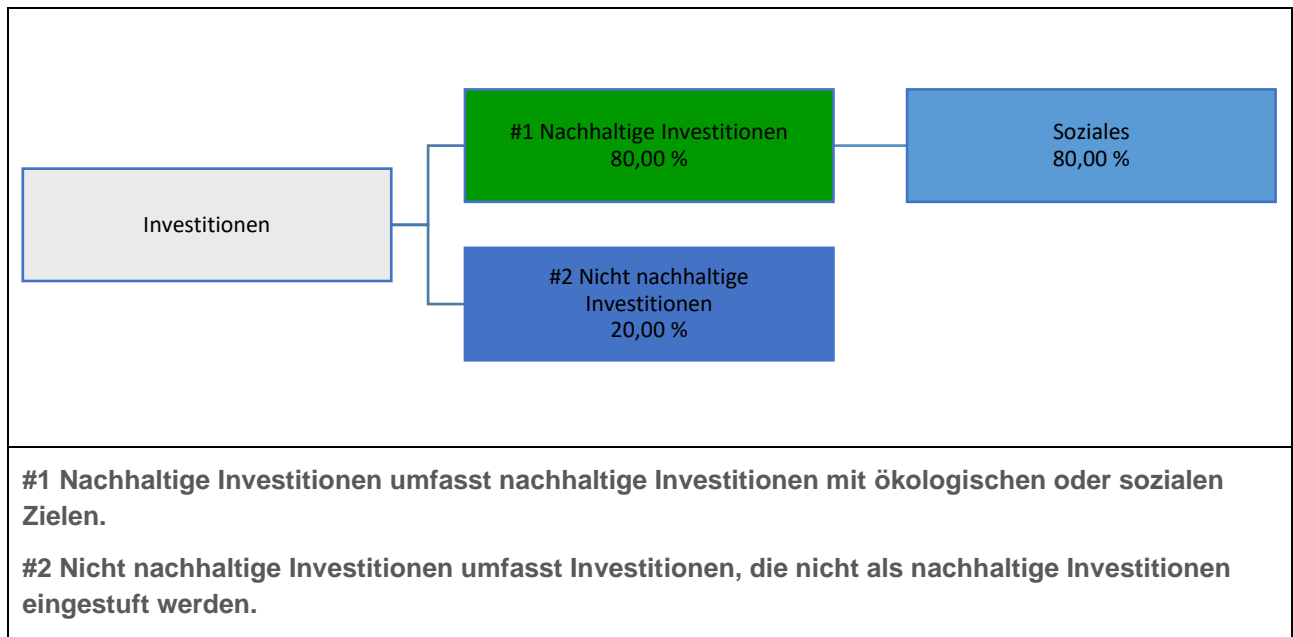 Investitionen
#1 Nachhaltige Investitionen
80,00 %
Soziales
80,00 %
#2 Nicht nachhaltige
Investitionen
20,00 %
#1 Nachhaltige Investitionen umfasst nachhaltige Investitionen mit ökologischen oder sozialen
Zielen.
#2 Nicht nachhaltige Investitionen umfasst Investitionen, die nicht als nachhaltige Investitionen
eingestuft werden.